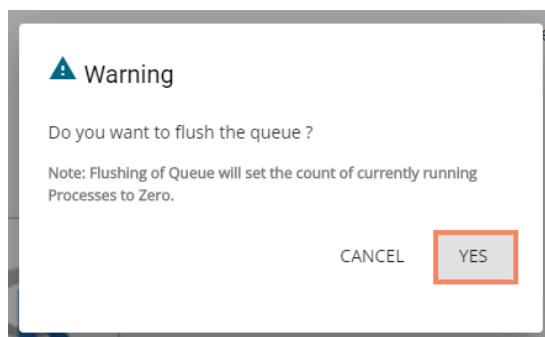 Warning
Do you want to flush the queue ?
Note: Flushing of Queue will set the count of currently running
Processes to Zero.
CANCEL YES